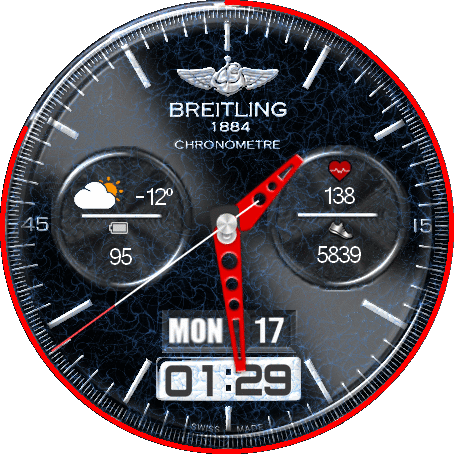 BREITLING
1884
CHRONOMETRE
-12º
95
138
5839
45
15
MON 17
01:29
SWISS MADE